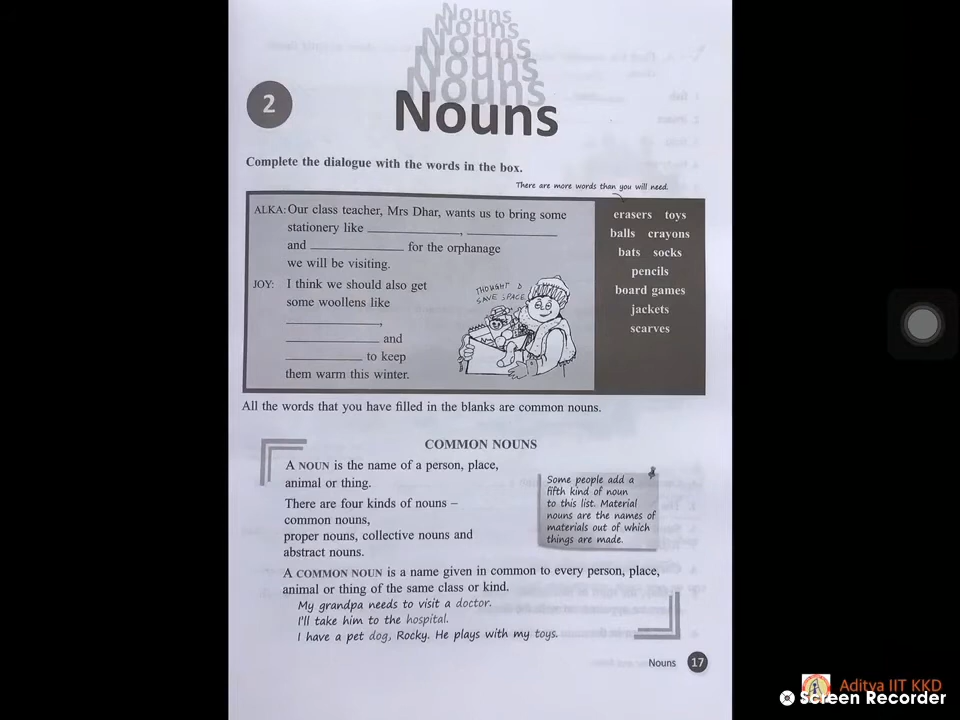 Nouns
Nouns
Nouns
Nouns
Nouns
2
Nouns
Complete the dialogue with the words in the box.
There are more words than you will need.
ALKA: Our class teacher, Mrs Dhar, wants us to bring some
stationery like ____________, ____________
and ____________ for the orphanage
we will be visiting.
JOY: I think we should also get
some woollens like
____________,
____________ and
____________ to keep
them warm this winter.
THOUGHT I'D
SAVE SPACE
erasers toys
balls crayons
bats socks
pencils
board games
jackets
scarves
All the words that you have filled in the blanks are common nouns.
COMMON NOUNS
A NOUN is the name of a person, place,
animal or thing.
There are four kinds of nouns –
common nouns,
proper nouns, collective nouns and
abstract nouns.
Some people add a
fifth kind of noun
to this list. Material
nouns are the names of
materials out of which
things are made.
A COMMON NOUN is a name given in common to every person, place,
animal or thing of the same class or kind.
My grandpa needs to visit a doctor.
I'll take him to the hospital.
I have a pet dog, Rocky. He plays with my toys.
Nouns 17
Aditya IIT KKD
Screen Recorder